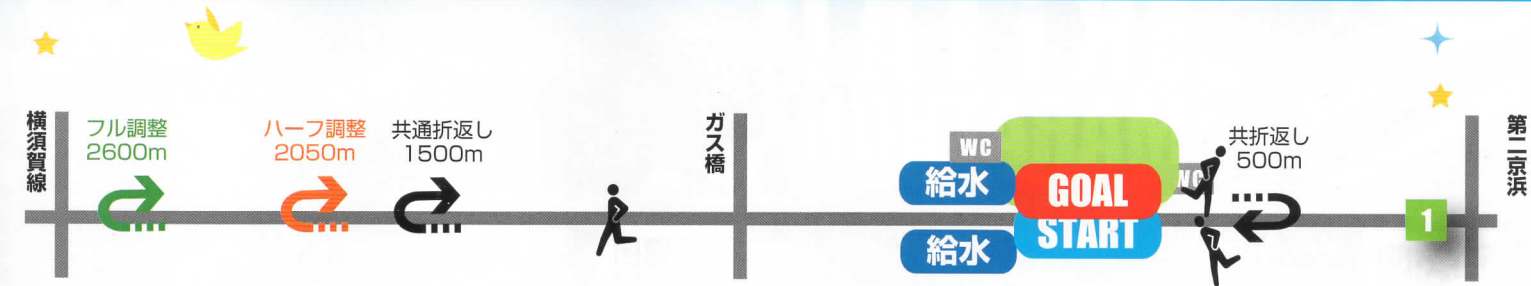 横須賀線
フル調整
2600m
ハーフ調整
2050m
共通折返し
1500m
ガス橋
WC
給水
給水
GOAL
START
WC
共折返し
500m
1
第二京浜